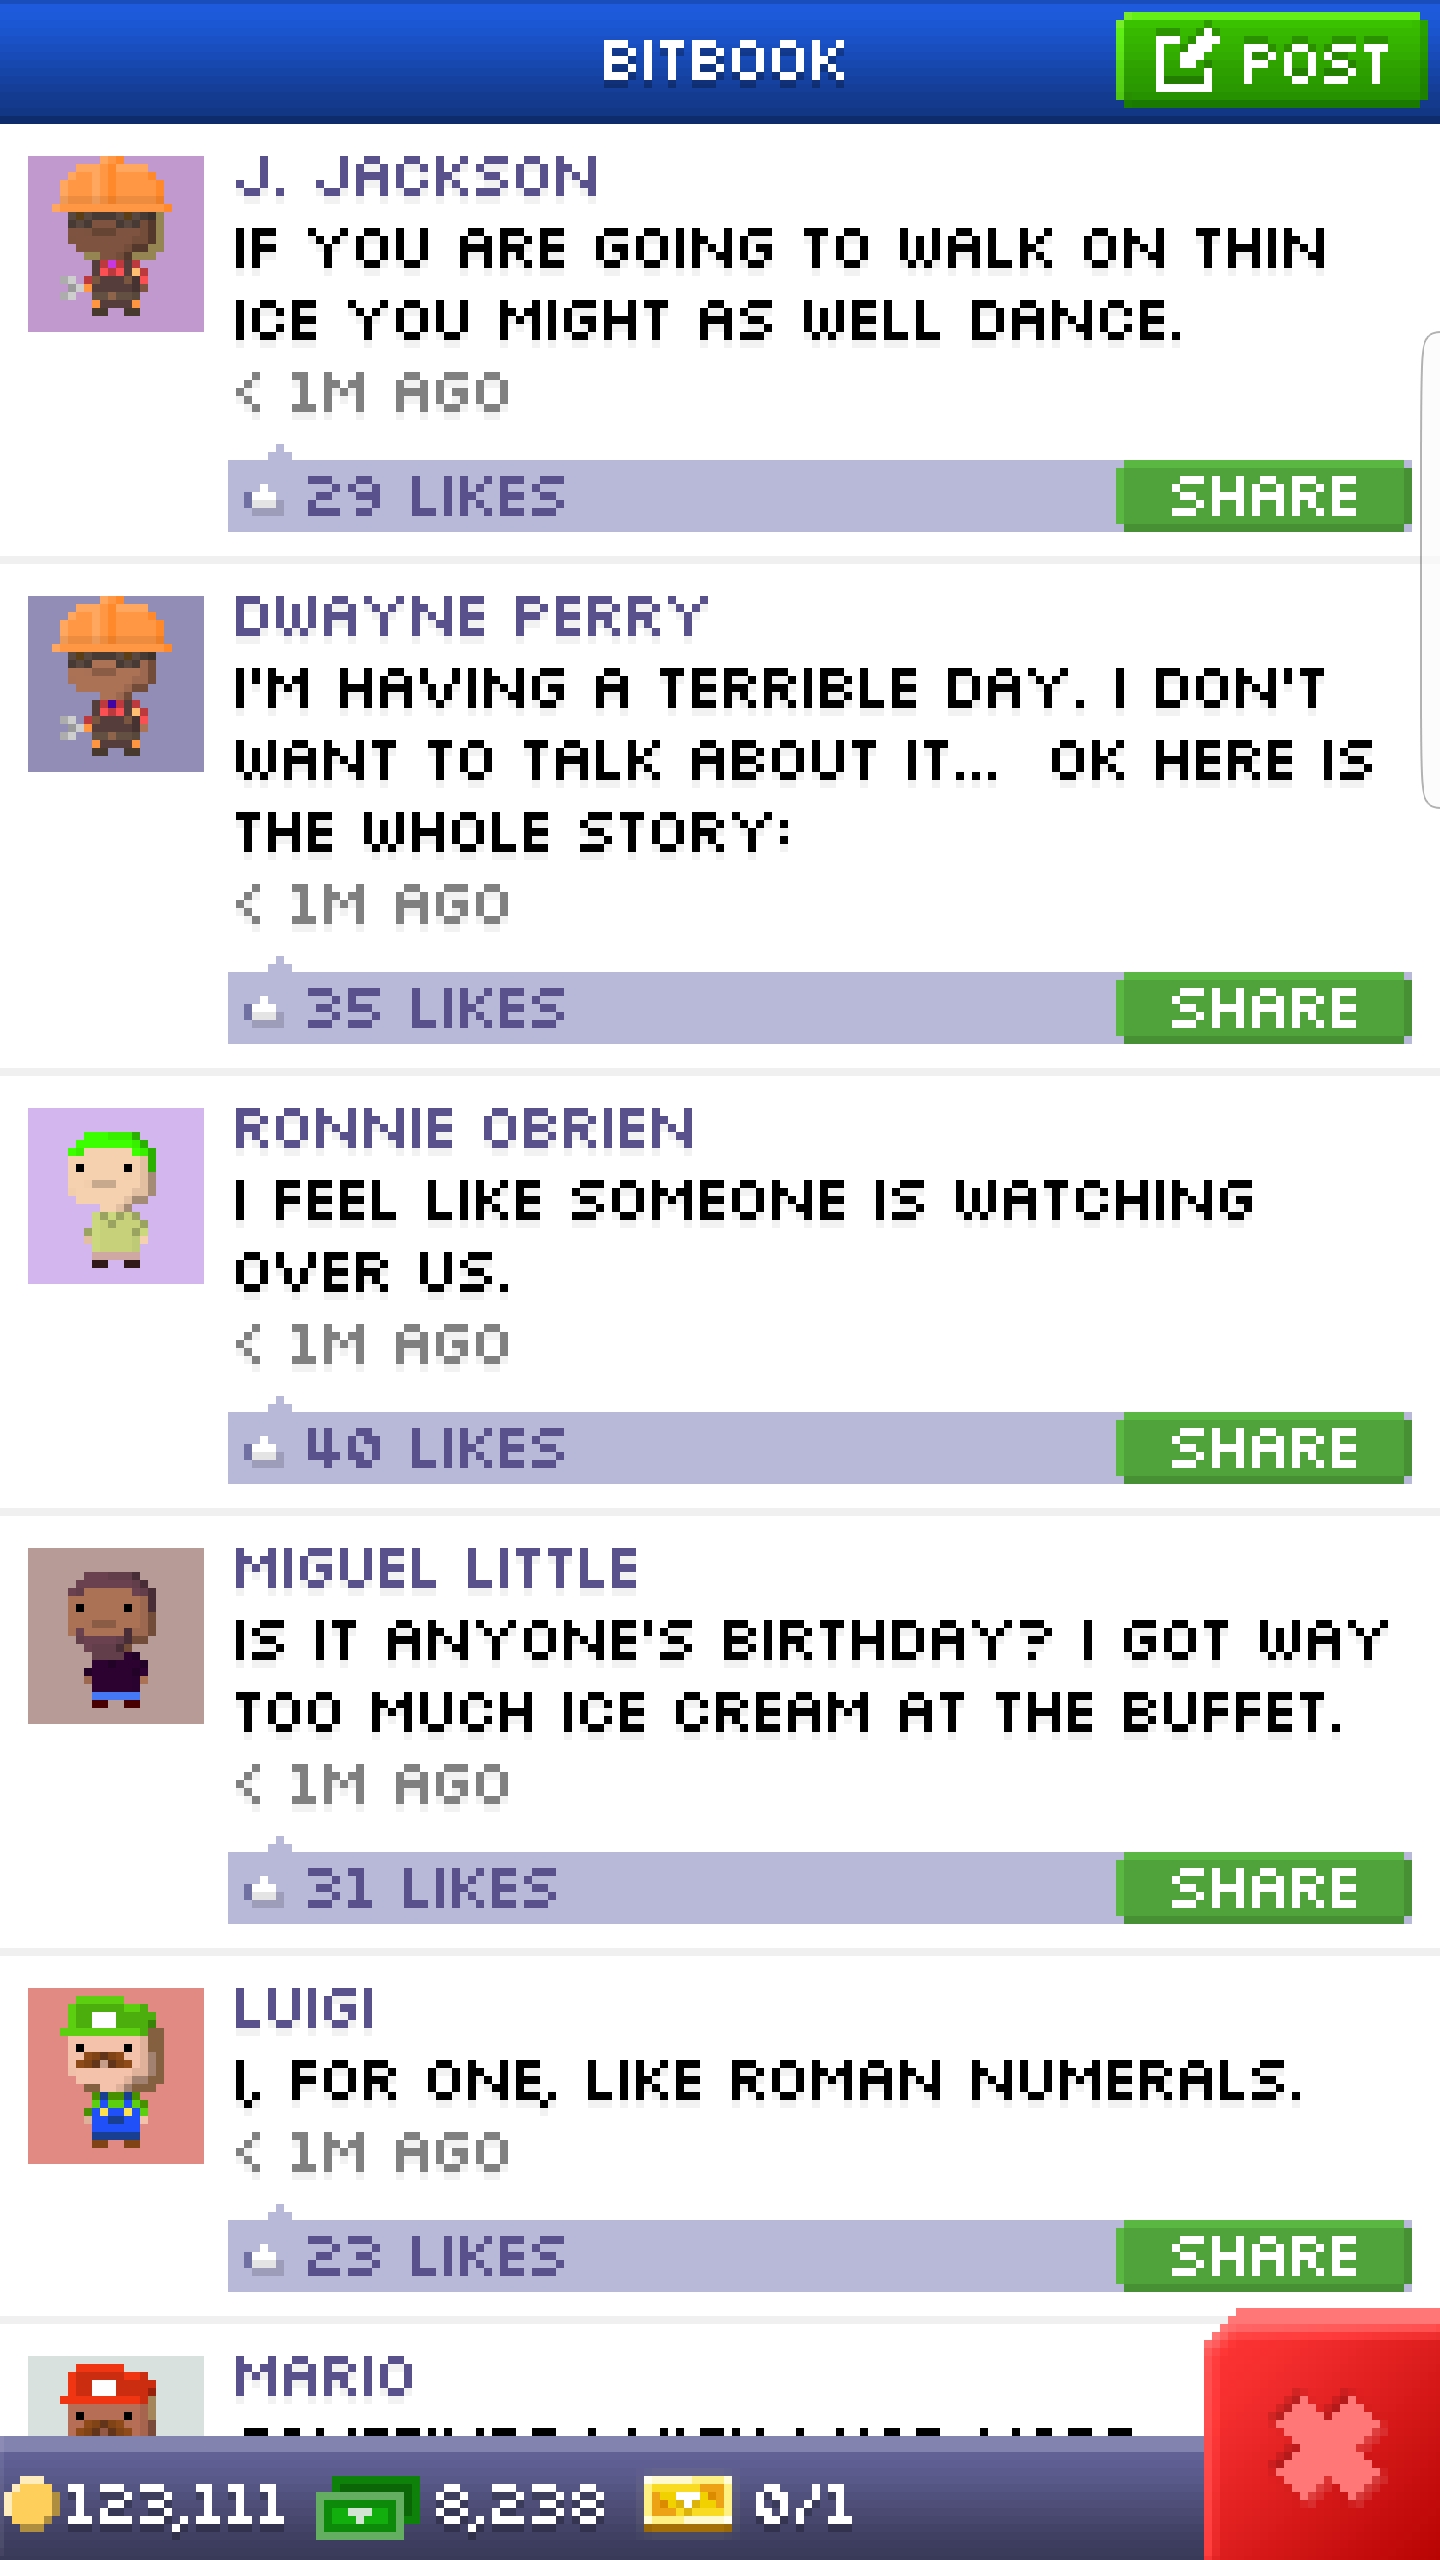 BITBOOK
POST
J. JACKSON
IF YOU ARE GOING TO WALK ON THIN
ICE YOU MIGHT AS WELL DANCE.
< 1M AGO
29 LIKES
SHARE
DWAYNE PERRY
I'M HAVING A TERRIBLE DAY. I DON'T
WANT TO TALK ABOUT IT... OK HERE IS
THE WHOLE STORY:
< 1M AGO
35 LIKES
SHARE
RONNIE OBRIEN
I FEEL LIKE SOMEONE IS WATCHING
OVER US.
< 1M AGO
40 LIKES
SHARE
MIGUEL LITTLE
IS IT ANYONE'S BIRTHDAY? I GOT WAY
TOO MUCH ICE CREAM AT THE BUFFET.
< 1M AGO
31 LIKES
SHARE
LUIGI
I, FOR ONE, LIKE ROMAN NUMERALS.
< 1M AGO
23 LIKES
SHARE
MARIO
123,111
8,238
0/1